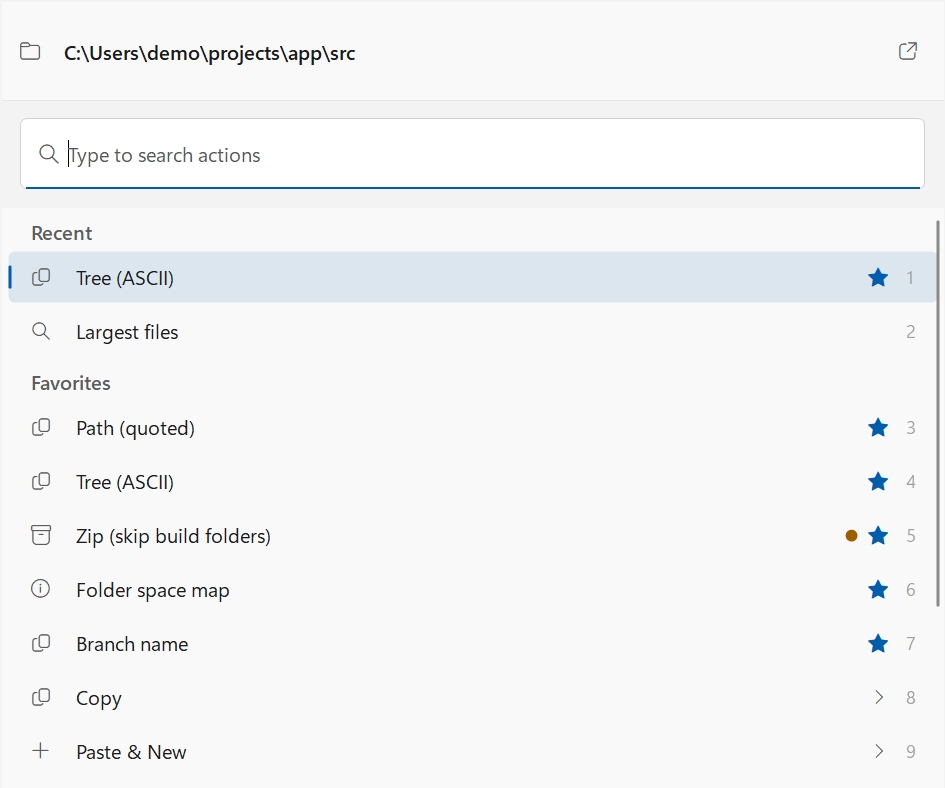 C:\Users\demo\projects\app\src
Type to search actions
Recent
Tree (ASCII) 1
Largest files 2
Favorites
Path (quoted) 3
Tree (ASCII) 4
Zip (skip build folders) 5
Folder space map 6
Branch name 7
Copy 8
Paste & New 9